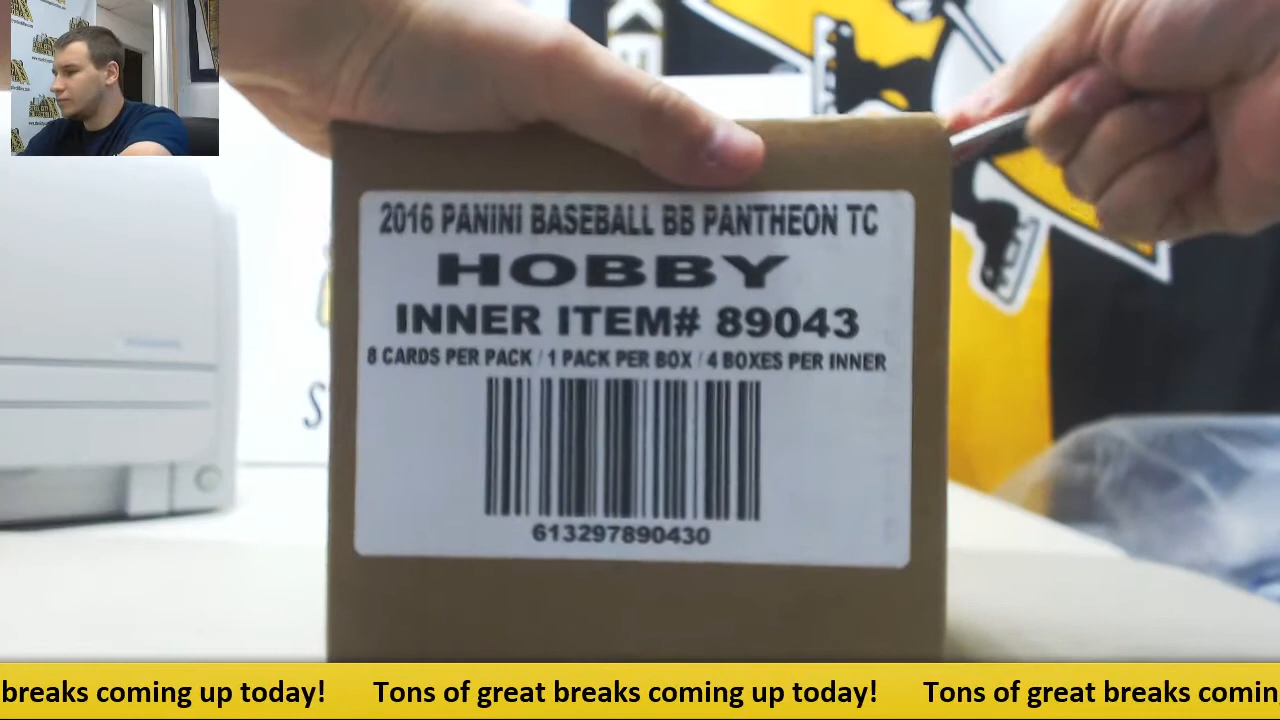 2016 PANINI BASEBALL BB PANTHEON TC
HOBBY
INNER ITEM# 89043
8 CARDS PER PACK / 1 PACK PER BOX / 4 BOXES PER INNER
613297890430
breaks coming up today! Tons of great breaks coming up today! Tons of great breaks comin